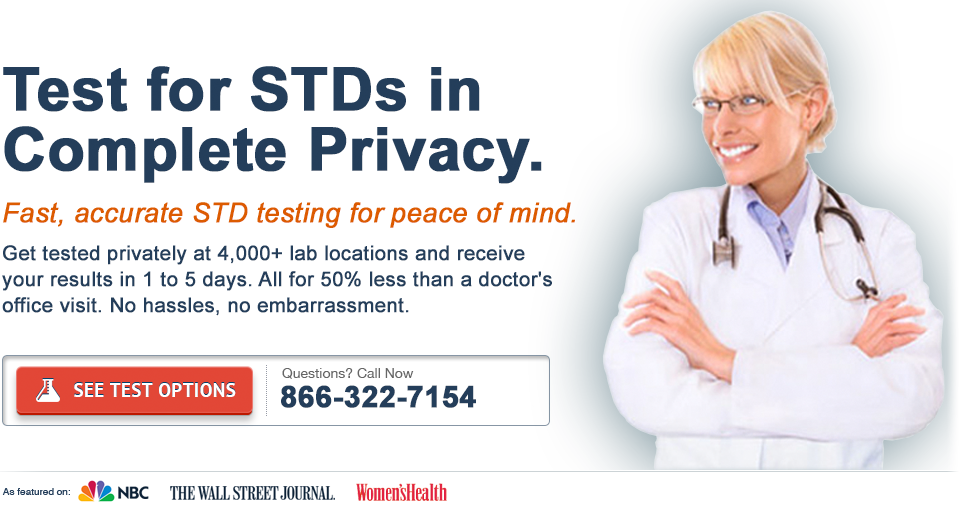 Test for STDs in
Complete Privacy.
Fast, accurate STD testing for peace of mind.
Get tested privately at 4,000+ lab locations and receive
your results in 1 to 5 days. All for 50% less than a doctor's
office visit. No hassles, no embarrassment.
SEE TEST OPTIONS
Questions? Call Now
866-322-7154
As featured on: NBC THE WALL STREET JOURNAL. Women'sHealth